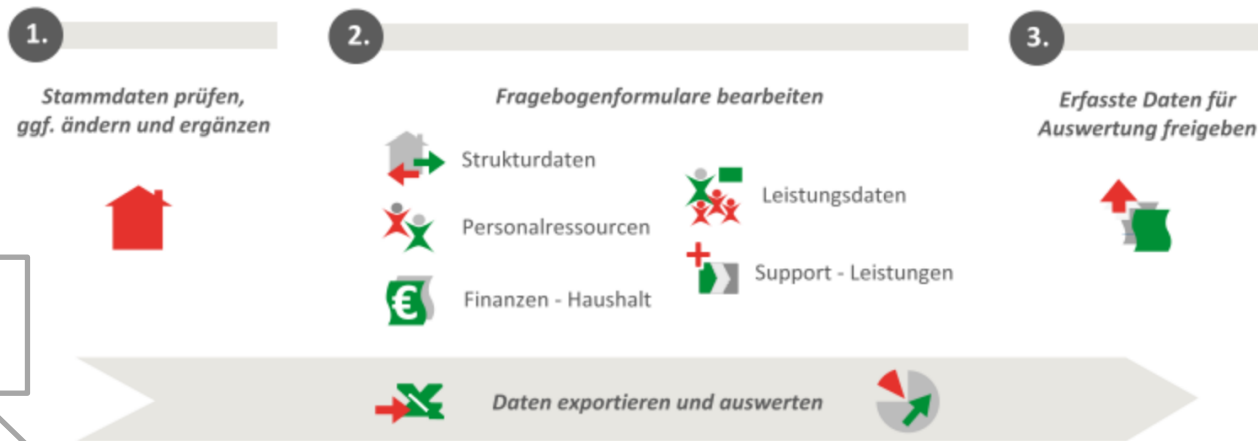 1.
Stammdaten prüfen,
ggf. ändern und ergänzen
2.
Fragebogenformulare bearbeiten
Strukturdaten
Personalressourcen
€
Finanzen - Haushalt
Leistungsdaten
Support - Leistungen
3.
Erfasste Daten für
Auswertung freigeben
Daten exportieren und auswerten